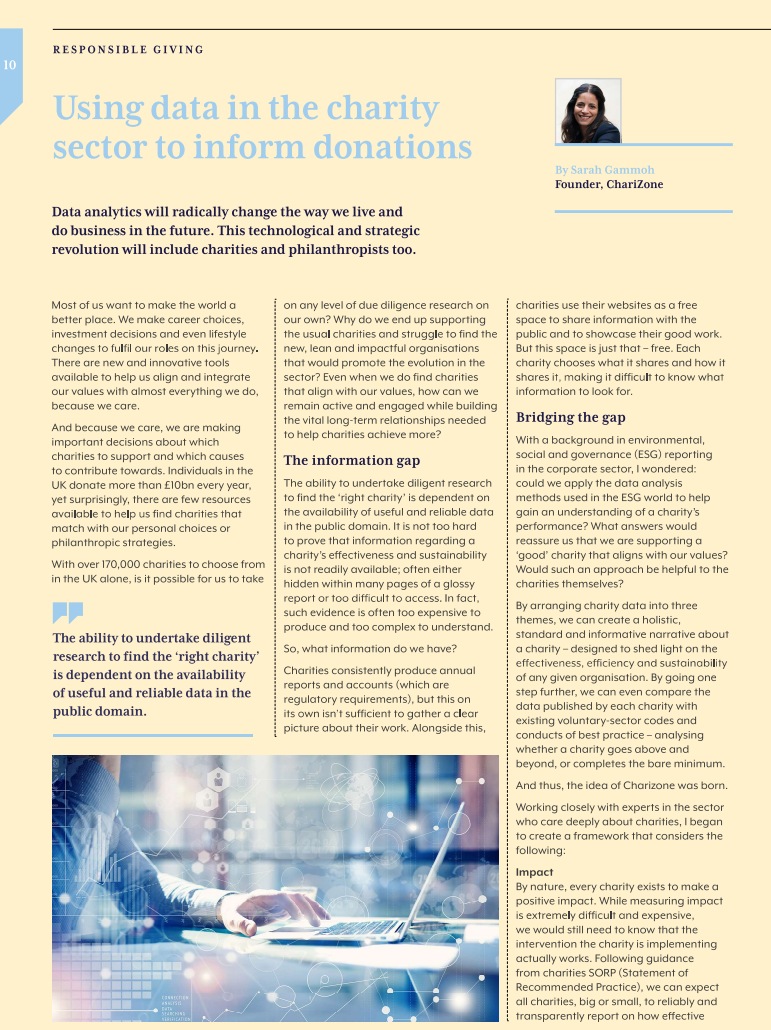 10
RESPONSIBLE GIVING
Using data in the charity
sector to inform donations
By Sarah Gammoh
Founder, ChariZone
Data analytics will radically change the way we live and
do business in the future. This technological and strategic
revolution will include charities and philanthropists too.
Most of us want to make the world a
better place. We make career choices,
investment decisions and even lifestyle
changes to fulfil our roles on this journey.
There are new and innovative tools
available to help us align and integrate
our values with almost everything we do,
because we care.
And because we care, we are making
important decisions about which
charities to support and which causes
to contribute towards. Individuals in the
UK donate more than £10bn every year,
yet surprisingly, there are few resources
available to help us find charities that
match with our personal choices or
philanthropic strategies.
With over 170,000 charities to choose from
in the UK alone, is it possible for us to take
The ability to undertake diligent
research to find the ‘right charity’
is dependent on the availability
of useful and reliable data in the
public domain.
on any level of due diligence research on
our own? Why do we end up supporting
the usual charities and struggle to find the
new, lean and impactful organisations
that would promote the evolution in the
sector? Even when we do find charities
that align with our values, how can we
remain active and engaged while building
the vital long-term relationships needed
to help charities achieve more?
The information gap
The ability to undertake diligent research
to find the ‘right charity’ is dependent on
the availability of useful and reliable data
in the public domain. It is not too hard
to prove that information regarding a
charity’s effectiveness and sustainability
is not readily available; often either
hidden within many pages of a glossy
report or too difficult to access. In fact,
such evidence is often too expensive to
produce and too complex to understand.
So, what information do we have?
Charities consistently produce annual
reports and accounts (which are
regulatory requirements), but this on
its own isn’t sufficient to gather a clear
picture about their work. Alongside this,
charities use their websites as a free
space to share information with the
public and to showcase their good work.
But this space is just that – free. Each
charity chooses what it shares and how it
shares it, making it difficult to know what
information to look for.
Bridging the gap
With a background in environmental,
social and governance (ESG) reporting
in the corporate sector, I wondered:
could we apply the data analysis
methods used in the ESG world to help
gain an understanding of a charity’s
performance? What answers would
reassure us that we are supporting a
‘good’ charity that aligns with our values?
Would such an approach be helpful to the
charities themselves?
By arranging charity data into three
themes, we can create a holistic,
standard and informative narrative about
a charity – designed to shed light on the
effectiveness, efficiency and sustainability
of any given organisation. By going one
step further, we can even compare the
data published by each charity with
existing voluntary-sector codes and
conducts of best practice – analysing
whether a charity goes above and
beyond, or completes the bare minimum.
And thus, the idea of Charizone was born.
Working closely with experts in the sector
who care deeply about charities, I began
to create a framework that considers the
following:
Impact
By nature, every charity exists to make a
positive impact. While measuring impact
is extremely difficult and expensive,
we would still need to know that the
intervention the charity is implementing
actually works. Following guidance
from charities SORP (Statement of
Recommended Practice), we can expect
all charities, big or small, to reliably and
transparently report on how effective
CONNECTION
ANALYSIS
DATA
SEARCHING
VERIFICATION